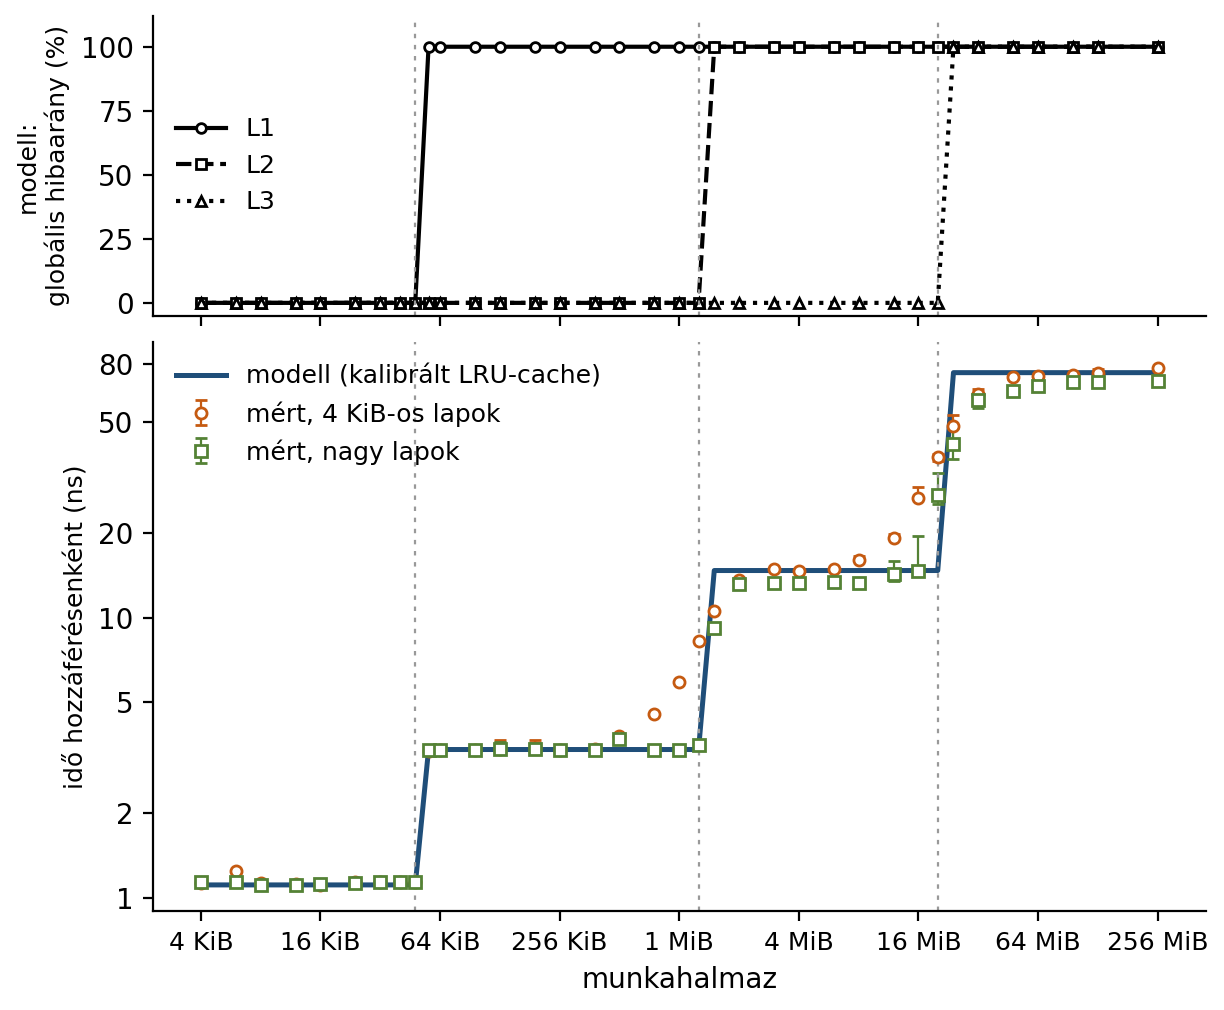 modell:
globális hibaarány (%)
100
75
50
25
0
L1
L2
L3
idő hozzáférésenként (ns)
80
50
20
10
5
2
1
modell (kalibrált LRU-cache)
mért, 4 KiB-os lapok
mért, nagy lapok
4 KiB 16 KiB 64 KiB 256 KiB 1 MiB 4 MiB 16 MiB 64 MiB 256 MiB
munkahalmaz